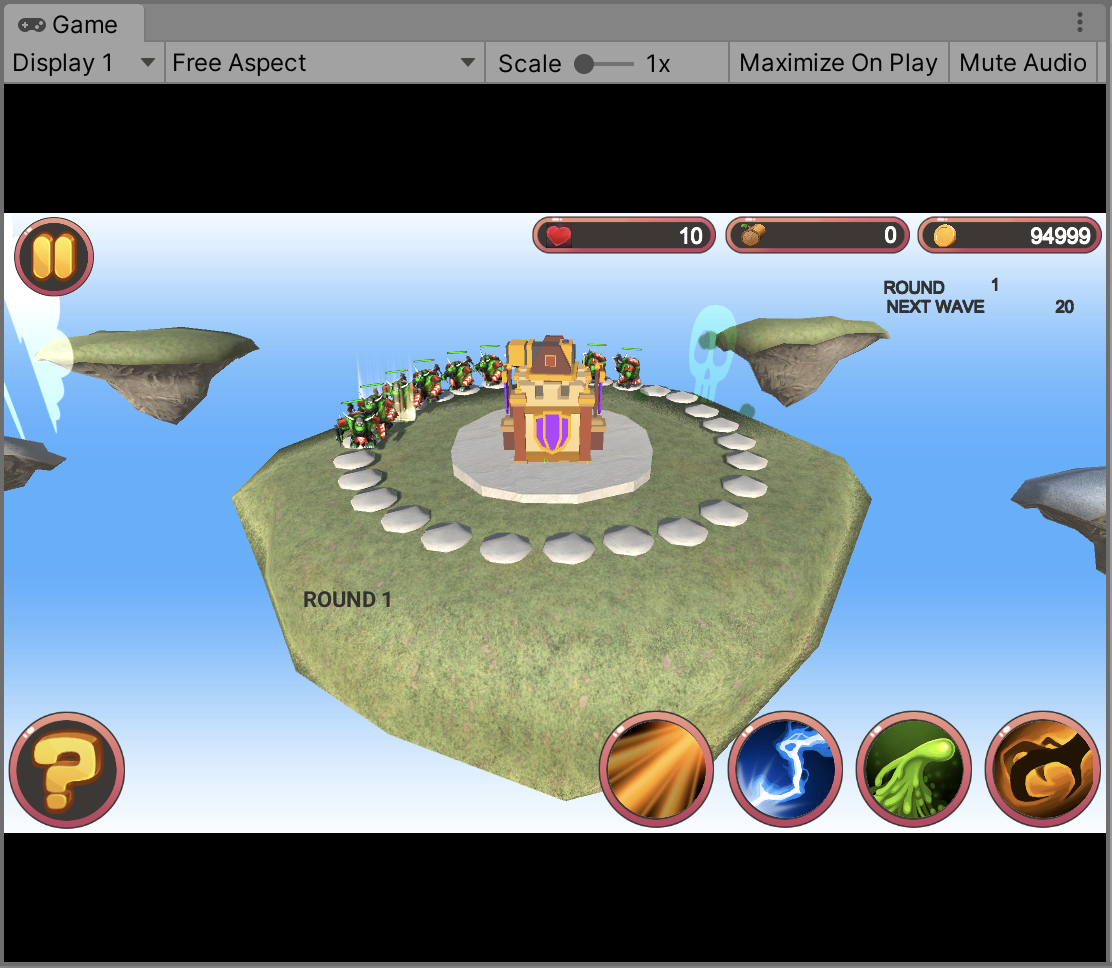 Game
Display 1
Free Aspect
Scale
1x
Maximize On Play
Mute Audio
10
0
94999
ROUND 1
NEXT WAVE 20
ROUND 1
?